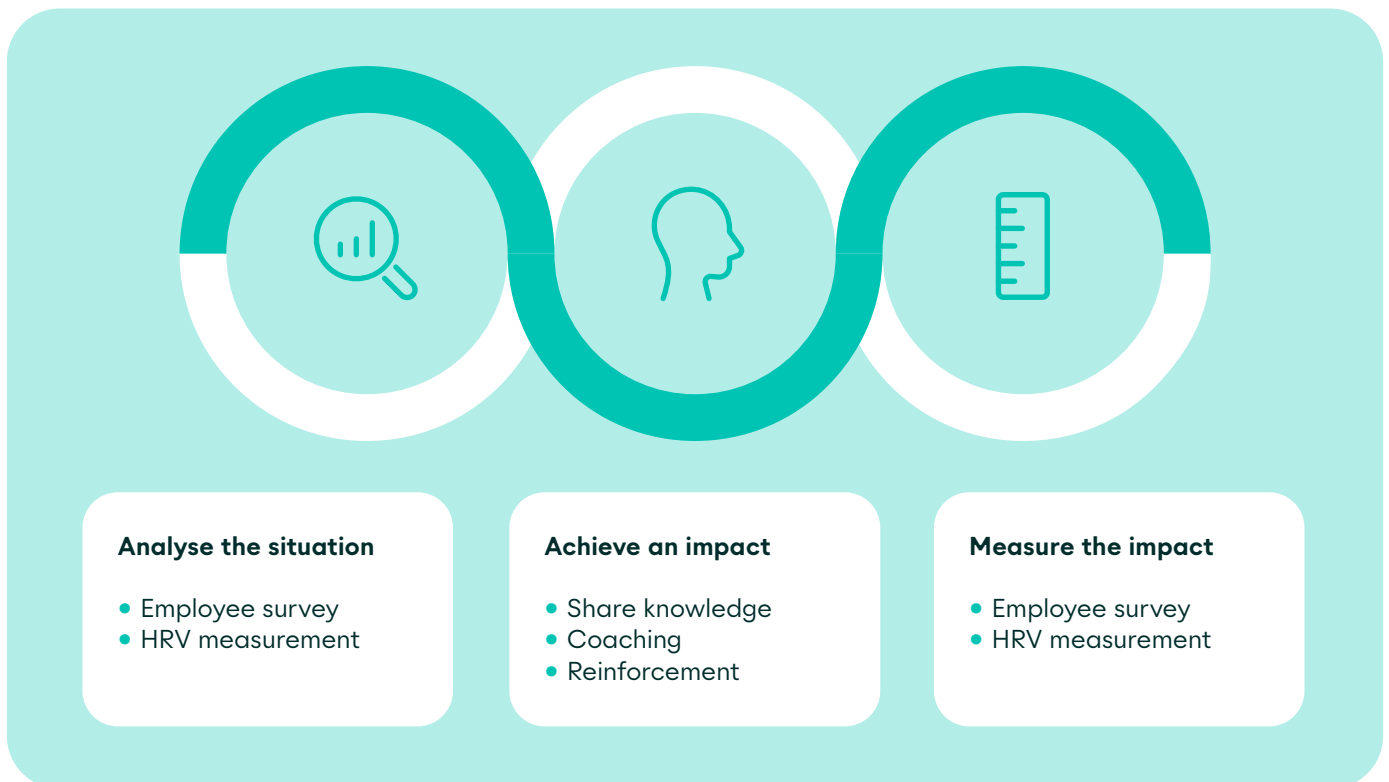 Analyse the situation
Employee survey
HRV measurement
Achieve an impact
Share knowledge
Coaching
Reinforcement
Measure the impact
Employee survey
HRV measurement